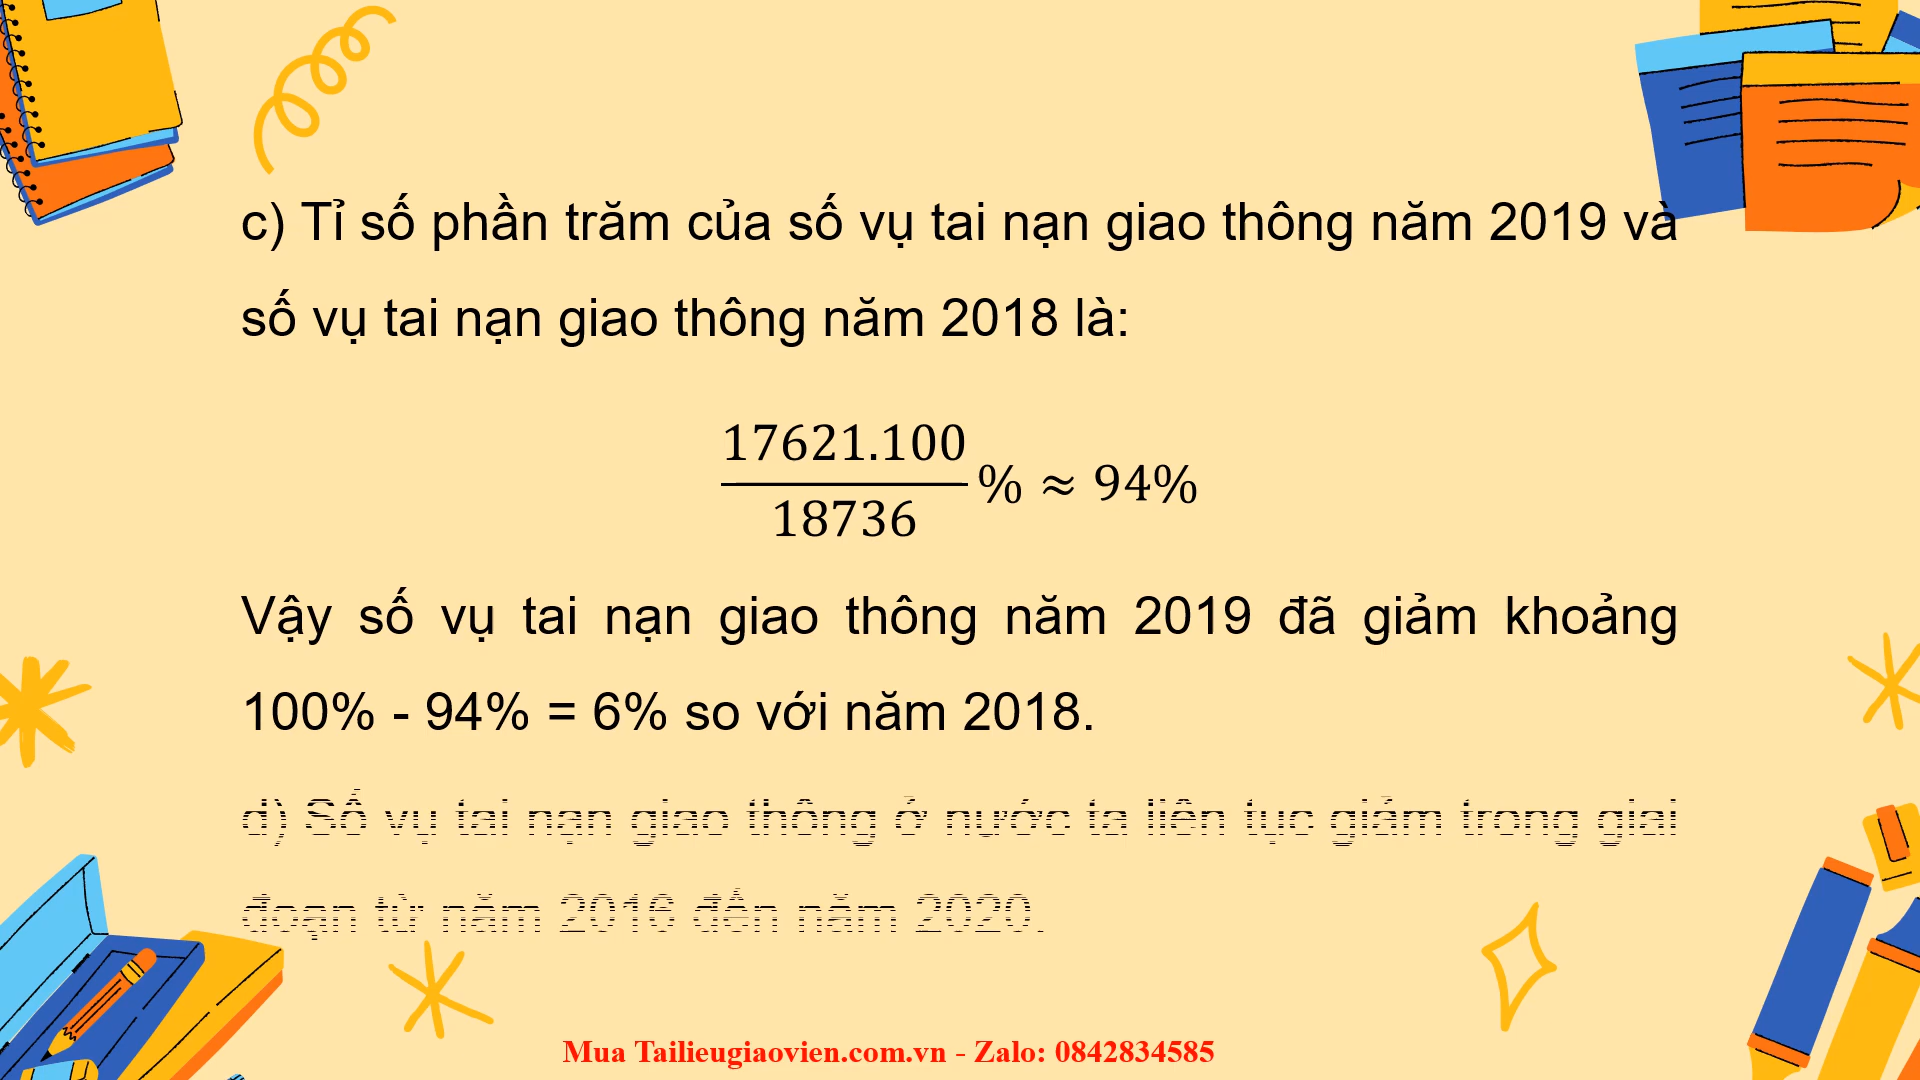 c) Tỉ số phần trăm của số vụ tai nạn giao thông năm 2019 và
số vụ tai nạn giao thông năm 2018 là:
17621.100
18736
% ≈ 94%
Vậy số vụ tai nạn giao thông năm 2019 đã giảm khoảng
100% - 94% = 6% so với năm 2018.
d) Số vụ tai nạn giao thông ở nước ta liên tục giảm trong giai
đoạn từ năm 2016 đến năm 2020.
Mua Tailieugiaovien.com.vn - Zalo: 0842834585